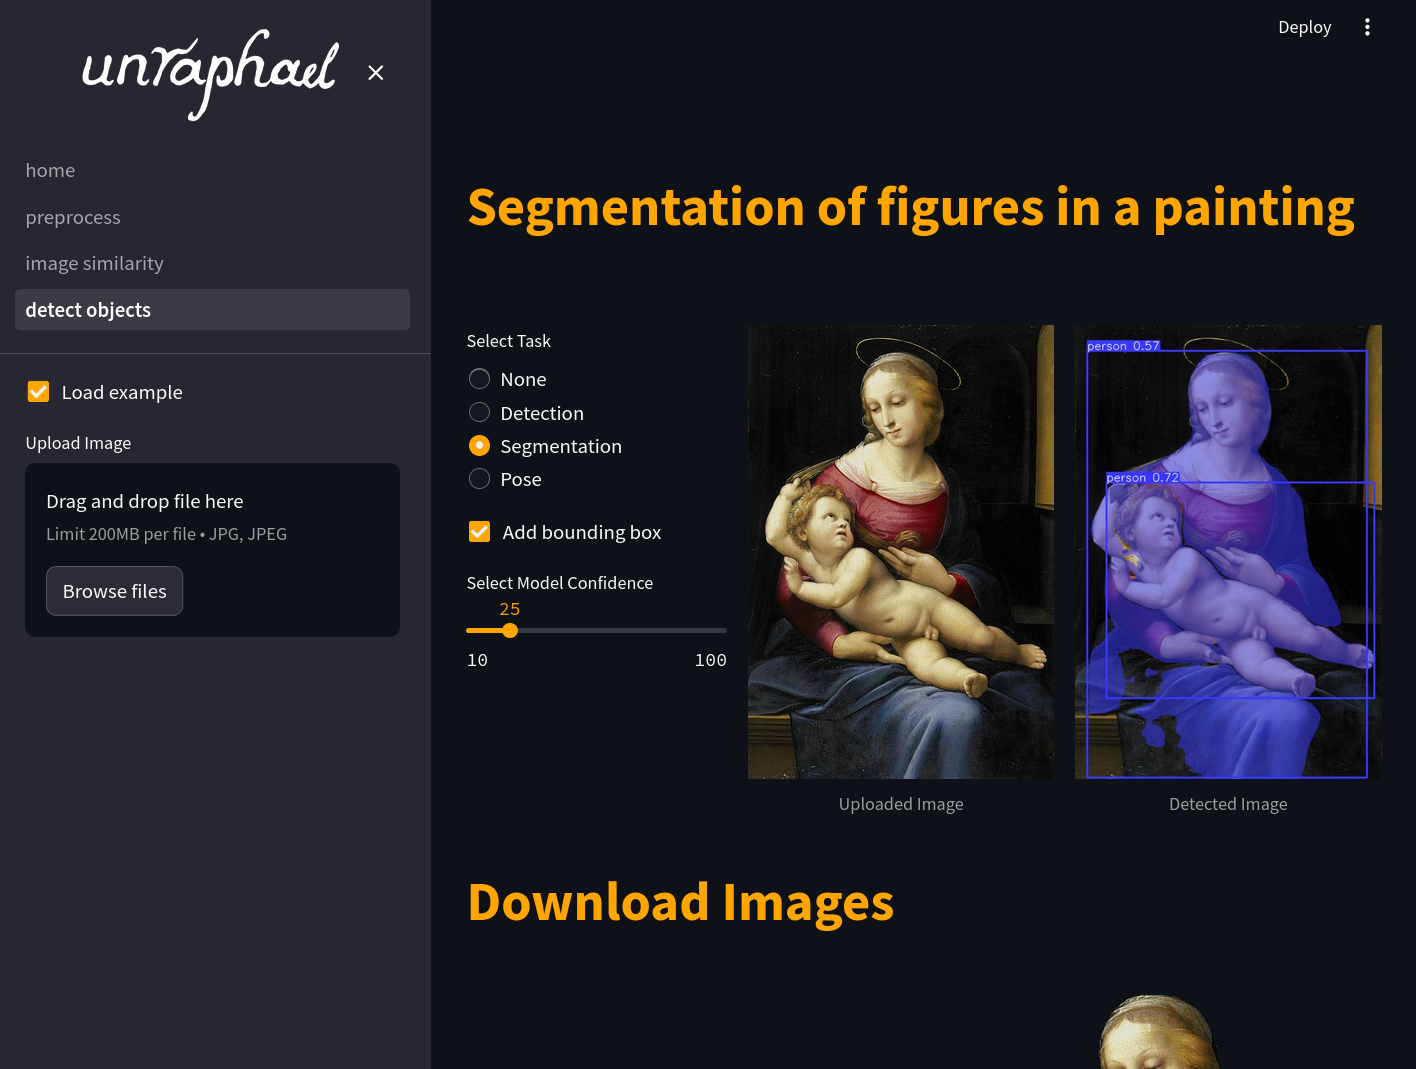 unraphael
Deploy
home
preprocess
image similarity
detect objects
Load example
Upload Image
Drag and drop file here
Limit 200MB per file • JPG, JPEG
Browse files
Segmentation of figures in a painting
Select Task
None
Detection
Segmentation
Pose
Add bounding box
Select Model Confidence
25
10 100
person 0.57
person 0.72
Uploaded Image
Detected Image
Download Images